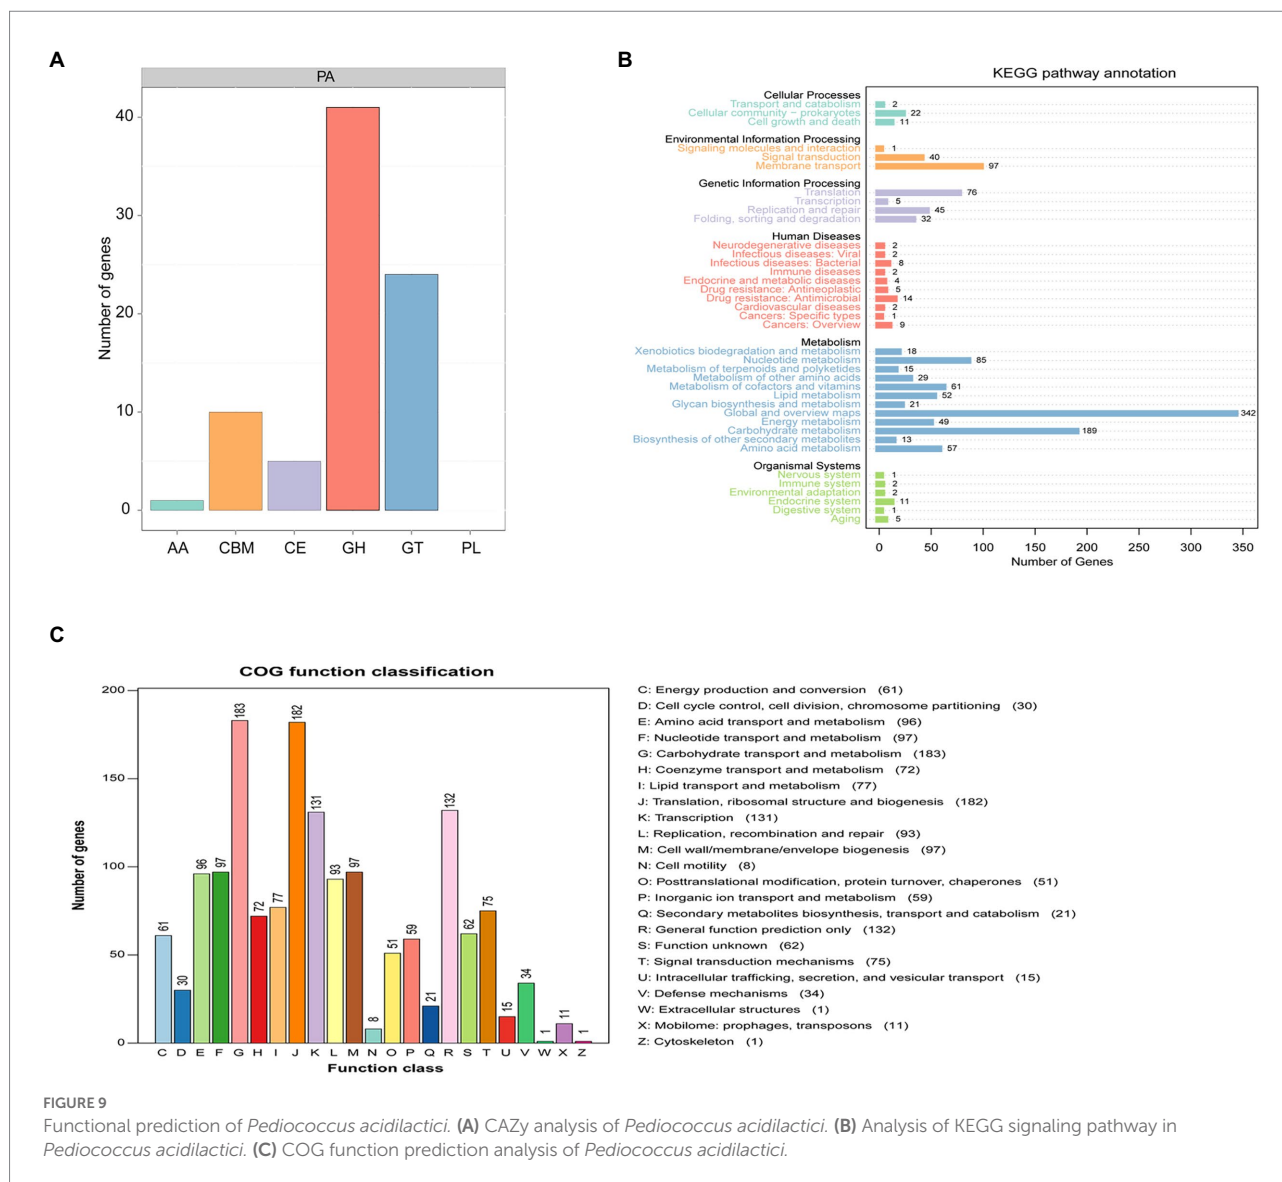 A
PA
Number of genes
40
30
20
10
0
AA CBM CE GH GT PL
B
KEGG pathway annotation
Cellular Processes
Transport and catabolism 2
Cellular community − prokaryotes 22
Cell growth and death 11
Environmental Information Processing
Signaling molecules and interaction 1
Signal transduction 40
Membrane transport 97
Genetic Information Processing
Translation 76
Transcription 5
Replication and repair 45
Folding, sorting and degradation 32
Human Diseases
Neurodegenerative diseases 2
Infectious diseases: Viral 2
Infectious diseases: Bacterial 8
Immune diseases 2
Endocrine and metabolic diseases 4
Drug resistance: Antineoplastic 5
Drug resistance: Antimicrobial 14
Cardiovascular diseases 2
Cancers: Specific types 1
Cancers: Overview 9
Metabolism
Xenobiotics biodegradation and metabolism 18
Nucleotide metabolism 85
Metabolism of terpenoids and polyketides 15
Metabolism of other amino acids 29
Metabolism of cofactors and vitamins 61
Lipid metabolism 52
Glycan biosynthesis and metabolism 21
Global and overview maps 342
Energy metabolism 49
Carbohydrate metabolism 189
Biosynthesis of other secondary metabolites 13
Amino acid metabolism 57
Organismal Systems
Nervous system 1
Immune system 2
Environmental adaptation 2
Endocrine system 11
Digestive system 1
Aging 5
0 50 100 150 200 250 300 350
Number of Genes
C
COG function classification
Number of genes
200
150
100
50
0
61 30 96 97 183 72 77 182 131 93 97 8 51 59 21 132 62 75 15 34 1 11 1
C D E F G H I J K L M N O P Q R S T U V W X Z
Function class
C: Energy production and conversion (61)
D: Cell cycle control, cell division, chromosome partitioning (30)
E: Amino acid transport and metabolism (96)
F: Nucleotide transport and metabolism (97)
G: Carbohydrate transport and metabolism (183)
H: Coenzyme transport and metabolism (72)
I: Lipid transport and metabolism (77)
J: Translation, ribosomal structure and biogenesis (182)
K: Transcription (131)
L: Replication, recombination and repair (93)
M: Cell wall/membrane/envelope biogenesis (97)
N: Cell motility (8)
O: Posttranslational modification, protein turnover, chaperones (51)
P: Inorganic ion transport and metabolism (59)
Q: Secondary metabolites biosynthesis, transport and catabolism (21)
R: General function prediction only (132)
S: Function unknown (62)
T: Signal transduction mechanisms (75)
U: Intracellular trafficking, secretion, and vesicular transport (15)
V: Defense mechanisms (34)
W: Extracellular structures (1)
X: Mobilome: prophages, transposons (11)
Z: Cytoskeleton (1)
FIGURE 9
Functional prediction of Pediococcus acidilactici. (A) CAZy analysis of Pediococcus acidilactici. (B) Analysis of KEGG signaling pathway in
Pediococcus acidilactici. (C) COG function prediction analysis of Pediococcus acidilactici.